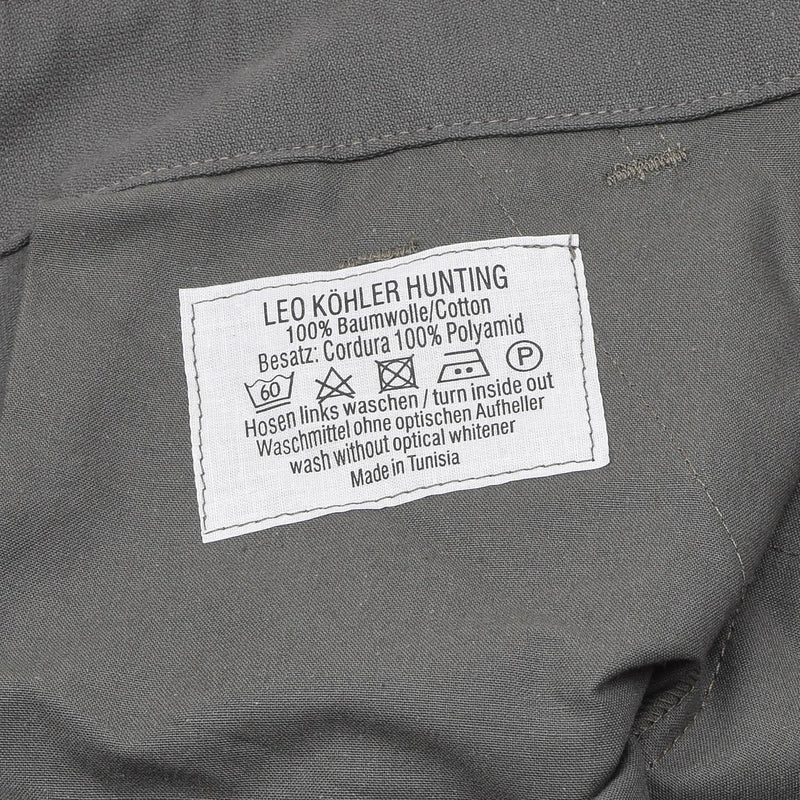 LEO KÖHLER HUNTING
100% Baumwolle/Cotton
Besatz: Cordura 100% Polyamid
60 P
Hosen links waschen / turn inside out
Waschmittel ohne optischen Aufheller
wash without optical whitener
Made in Tunisia